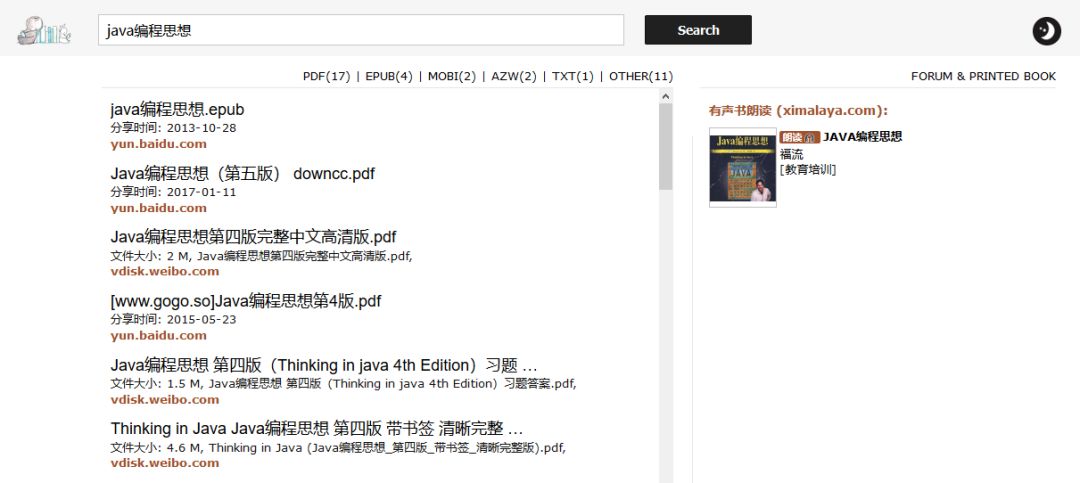 java编程思想
Search
PDF(17) | EPUB(4) | MOBI(2) | AZW(2) | TXT(1) | OTHER(11)
java编程思想.epub
分享时间: 2013-10-28
yun.baidu.com
Java编程思想（第五版） downcc.pdf
分享时间: 2017-01-11
yun.baidu.com
Java编程思想第四版完整中文高清版.pdf
文件大小: 2 M, Java编程思想第四版完整中文高清版.pdf,
vdisk.weibo.com
[www.gogo.so]Java编程思想第4版.pdf
分享时间: 2015-05-23
yun.baidu.com
Java编程思想 第四版（Thinking in java 4th Edition）习题 …
文件大小: 1.5 M, Java编程思想 第四版（Thinking in java 4th Edition）习题答案.pdf,
vdisk.weibo.com
Thinking in Java Java编程思想 第四版 带书签 清晰完整 …
文件大小: 4.6 M, Thinking in Java (Java编程思想_第四版_带书签_清晰完整版).pdf,
vdisk.weibo.com
FORUM & PRINTED BOOK
有声书朗读 (ximalaya.com):
朗读 JAVA编程思想
福流
[教育培训]
Java编程思想
Thinking in Java
JAVA